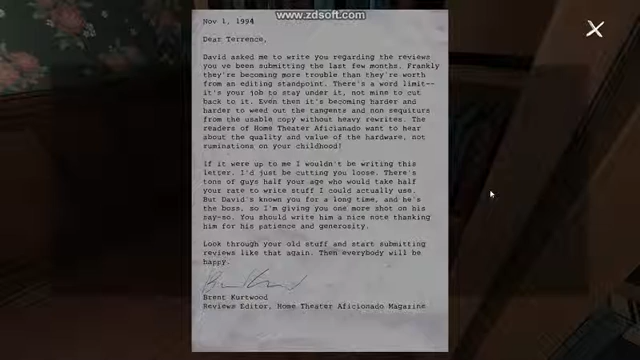 www.zdsoft.com
Nov 1, 1994
Dear Terrence,
David asked me to write you regarding the reviews
you ve been submitting the last few months. Frankly
they're becoming more trouble than they're worth
from an editing standpoint. There's a word limit--
it's your job to stay under it, not mine to cut
back to it. Even then it's becoming harder and
harder to weed out the tangents and non sequiturs
from the usable copy without heavy rewrites. The
readers of Home Theater Aficionado want to hear
about the quality and value of the hardware, not
ruminations on your childhood!
If it were up to me I wouldn't be writing this
letter. I'd just be cutting you loose. There's
tons of guys half your age who would take half
your rate to write stuff I could actually use.
But David's known you for a long time, and he's
the boss, so I'm giving you one more shot on his
say-so. You should write him a nice note thanking
him for his patience and generosity.
Look through your old stuff and start submitting
reviews like that again. Then everybody will be
happy.
Brent Kurtwood
Reviews Editor, Home Theater Aficionado Magazine